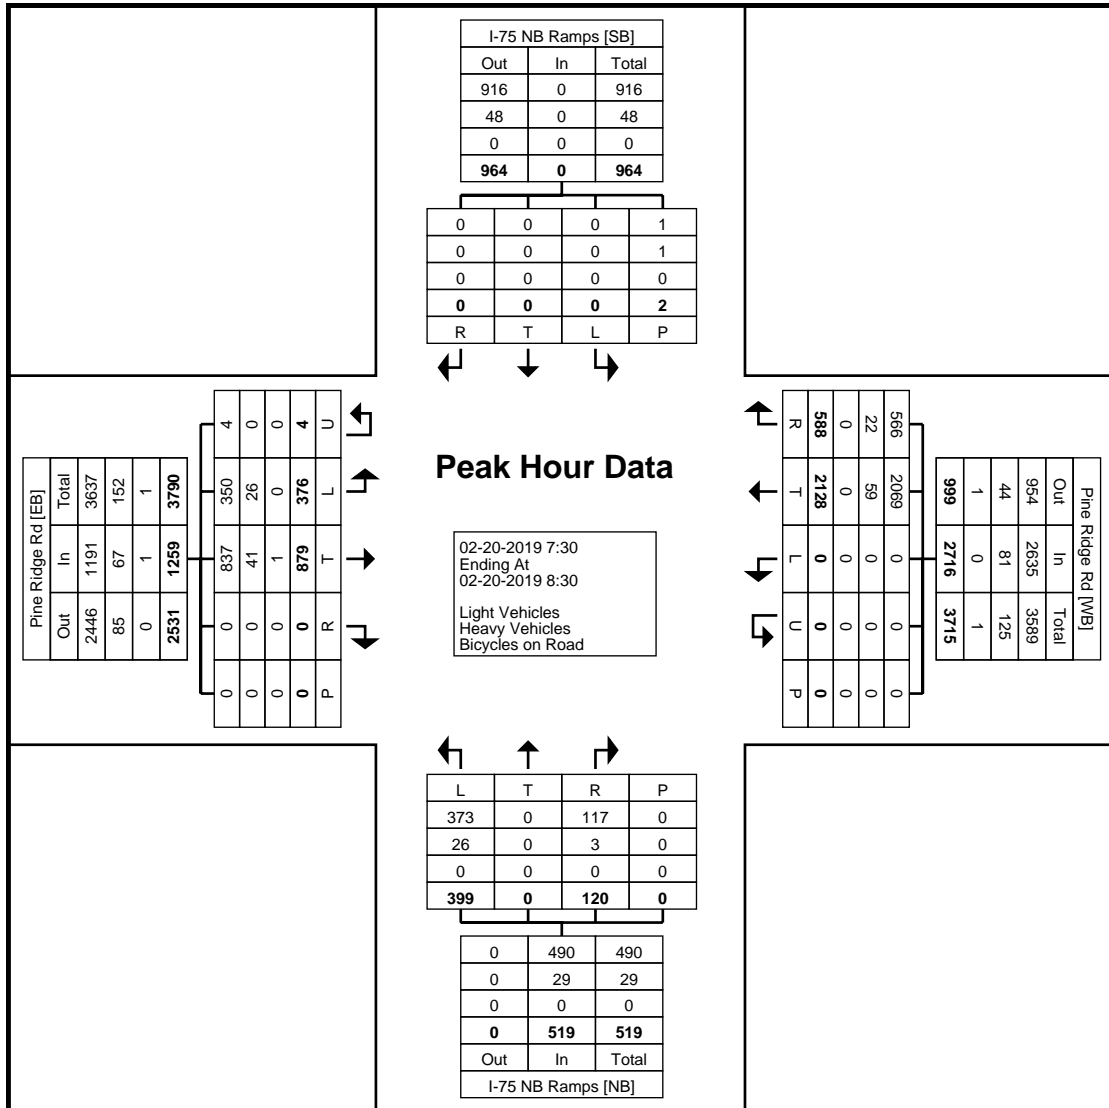 I-75 NB Ramps [SB]
Out In Total
916 0 916
48 0 48
0 0 0
964 0 964
0 0 0 1
0 0 0 1
0 0 0 0
0 0 0 2
R T L P
Pine Ridge Rd [EB]
Total In Out
3697 1191 2446
152 67 85
1 1 0
3790 1259 2531
4 350 837 0 0
0 26 41 0 0
0 0 1 0 0
4 376 879 0 0
U L T R P
Peak Hour Data
02-20-2019 7:30
Ending At
02-20-2019 8:30
Light Vehicles
Heavy Vehicles
Bicycles on Road
R T L U P
588 2128 0 0 0
0 0 0 0 0
22 59 0 0 0
566 2069 0 0 0
999 2716 3715
1 0 1
44 81 125
954 2635 3589
Out In Total
Pine Ridge Rd [WB]
L T R P
373 0 117 0
26 0 3 0
0 0 0 0
399 0 120 0
0 490 490
0 29 29
0 0 0
0 519 519
Out In Total
I-75 NB Ramps [NB]